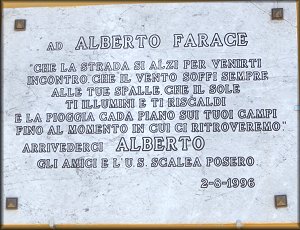 AD ALBERTO FARACE
"CHE LA STRADA SI ALZI PER VENIRTI
INCONTRO CHE IL VENTO SOFFI SEMPRE
ALLE TUE SPALLE, CHE IL SOLE
TI ILLUMINI E TI RISCALDI
E LA PIOGGIA CADA PIANO SUI TUOI CAMPI
FINO AL MOMENTO IN CUI CI RITROVEREMO."
ARRIVEDERCI ALBERTO
GLI AMICI E L'U.S. SCALEA POSERO
2-8-1996